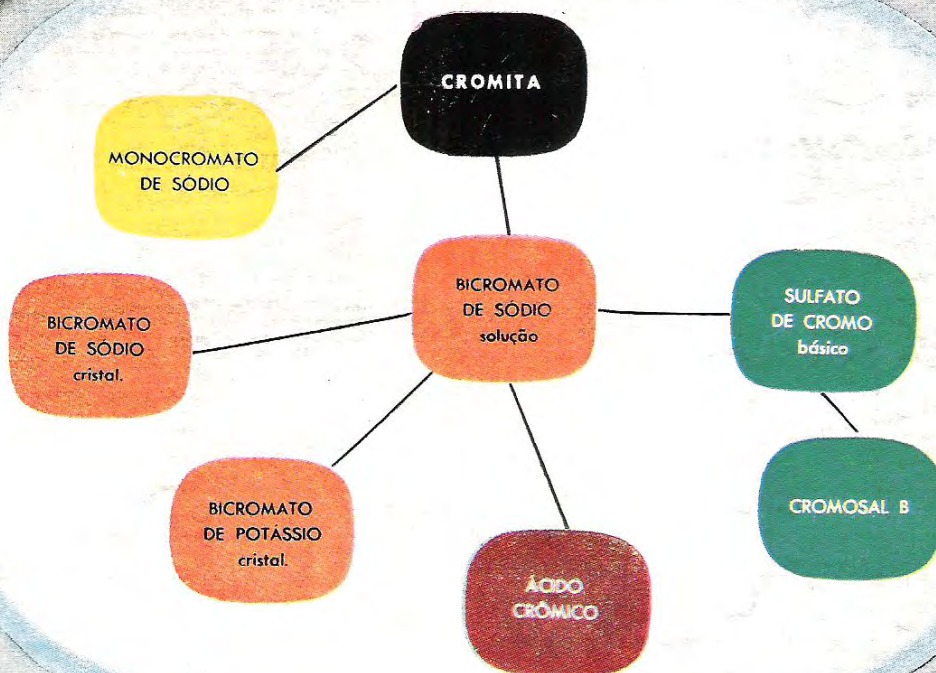 CROMITA
MONOCROMATO
DE SÓDIO
BICROMATO
DE SÓDIO
solução
SULFATO
DE CROMO
básico
BICROMATO
DE SÓDIO
cristal.
BICROMATO
DE POTÁSSIO
cristal.
CROMOSAL B
ÁCIDO
CRÔMICO